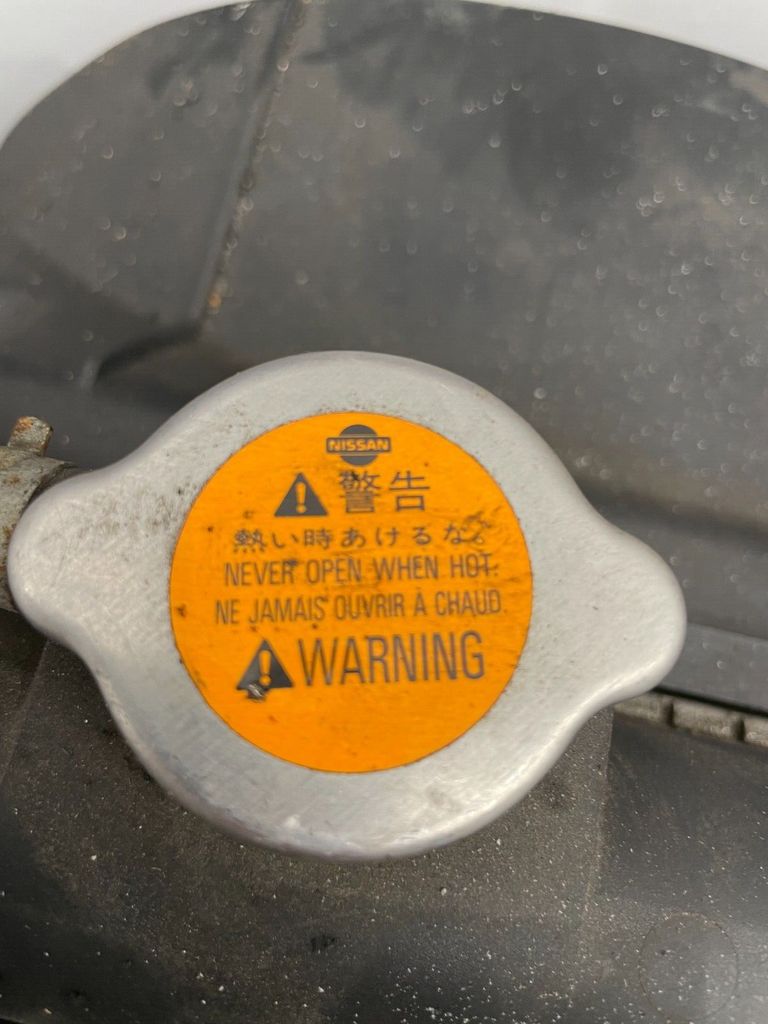 NISSAN
警告
熱い時あけるな。
NEVER OPEN WHEN HOT.
NE JAMAIS OUVRIR À CHAUD.
WARNING